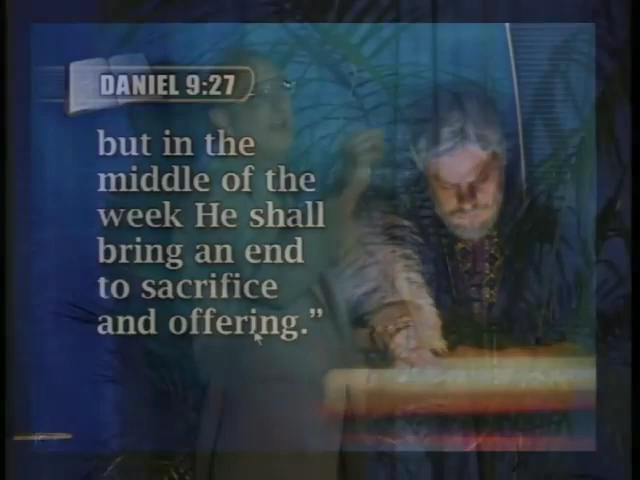 DANIEL 9:27
but in the
middle of the
week He shall
bring an end
to sacrifice
and offering.”